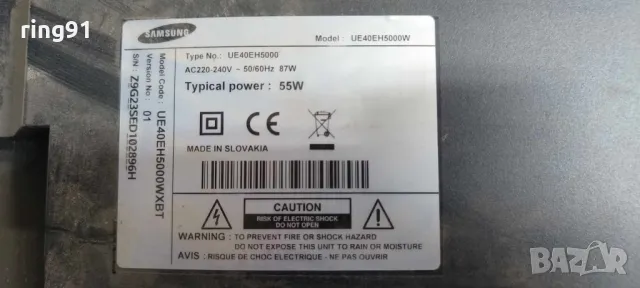 ring91
SAMSUNG
Model : UE40EH5000W
Type No.: UE40EH5000
AC220-240V ~ 50/60Hz 87W
Typical power : 55W
MADE IN SLOVAKIA
CAUTION
RISK OF ELECTRIC SHOCK
DO NOT OPEN
WARNING : TO PREVENT FIRE OR SHOCK HAZARD,
DO NOT EXPOSE THIS UNIT TO RAIN OR MOISTURE
AVIS : RISQUE DE CHOC ELECTRIQUE - NE PAS OUVRIR
Model Code: UE40EH5000WXBT
Version No : 01
S/N : Z9G23SED102896H
BAZAR
bg